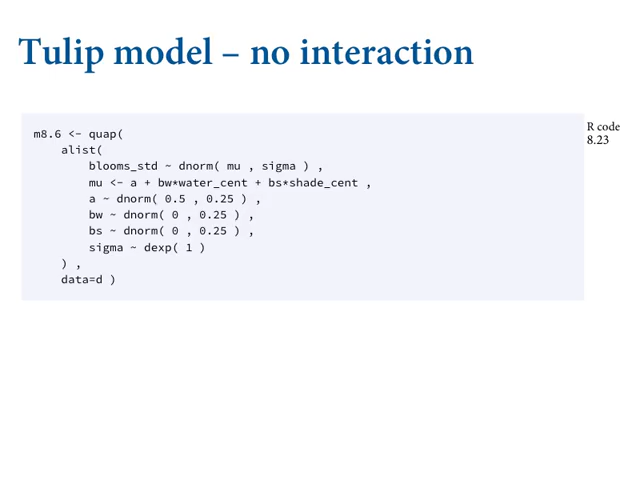 Tulip model – no interaction
R code
8.23
m8.6 <- quap(
    alist(
        blooms_std ~ dnorm( mu , sigma ) ,
        mu <- a + bw*water_cent + bs*shade_cent ,
        a ~ dnorm( 0.5 , 0.25 ) ,
        bw ~ dnorm( 0 , 0.25 ) ,
        bs ~ dnorm( 0 , 0.25 ) ,
        sigma ~ dexp( 1 )
    ) ,
    data=d )